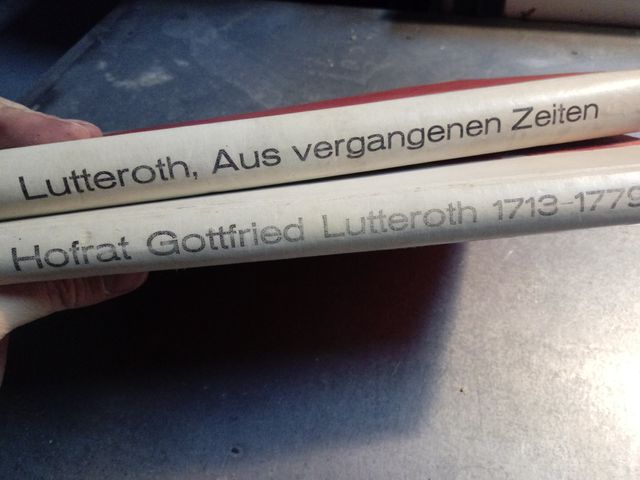 Lutteroth, Aus vergangenen Zeiten
Hofrat Gottfried Lutteroth 1713-1779